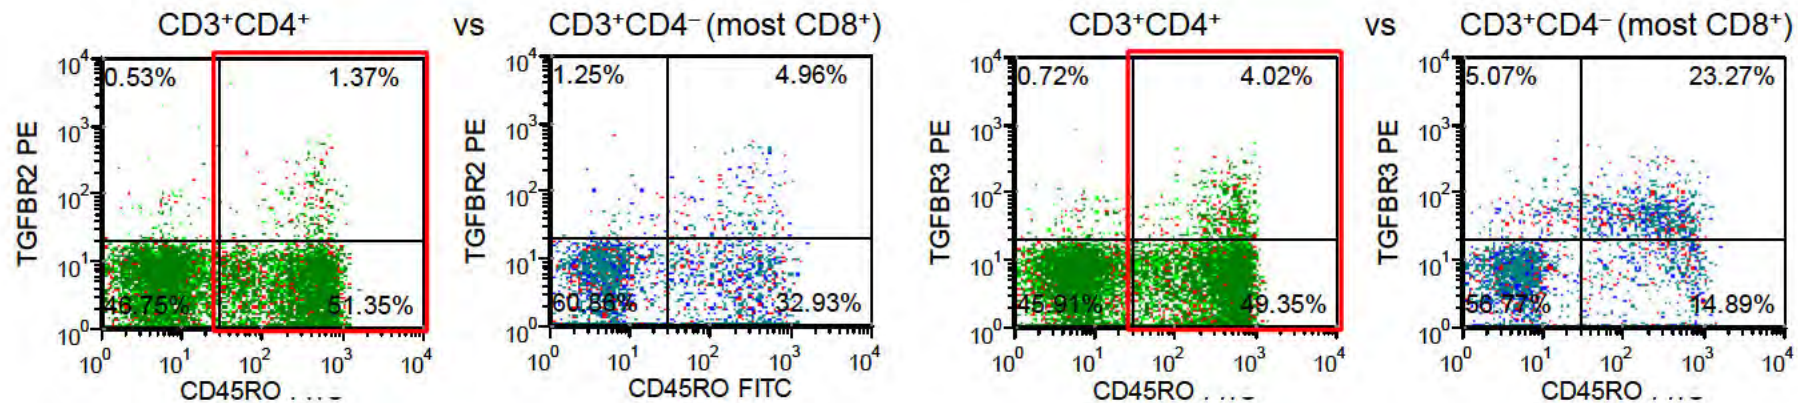 CD3⁺CD4⁺ vs CD3⁺CD4⁻ (most CD8⁺)
CD3⁺CD4⁺ vs CD3⁺CD4⁻ (most CD8⁺)
TGFBR2 PE
10⁴
10³
10²
10¹
10⁰
0.53% 1.37%
46.75% 51.35%
10⁰ 10¹ 10² 10³ 10⁴
CD45RO
TGFBR2 PE
10⁴
10³
10²
10¹
10⁰
1.25% 4.96%
60.86% 32.93%
10⁰ 10¹ 10² 10³ 10⁴
CD45RO FITC
TGFBR3 PE
10⁴
10³
10²
10¹
10⁰
0.72% 4.02%
45.91% 49.35%
10⁰ 10¹ 10² 10³ 10⁴
CD45RO
TGFBR3 PE
10⁴
10³
10²
10¹
10⁰
5.07% 23.27%
56.77% 14.89%
10⁰ 10¹ 10² 10³ 10⁴
CD45RO